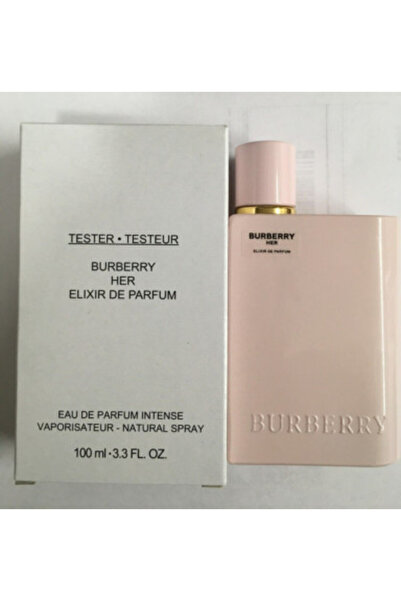 TESTER • TESTEUR
BURBERRY
HER
ELIXIR DE PARFUM
EAU DE PARFUM INTENSE
VAPORISATEUR - NATURAL SPRAY
100 ml • 3.3 FL. OZ.
BURBERRY
HER
ELIXIR DE PARFUM
BURBERRY